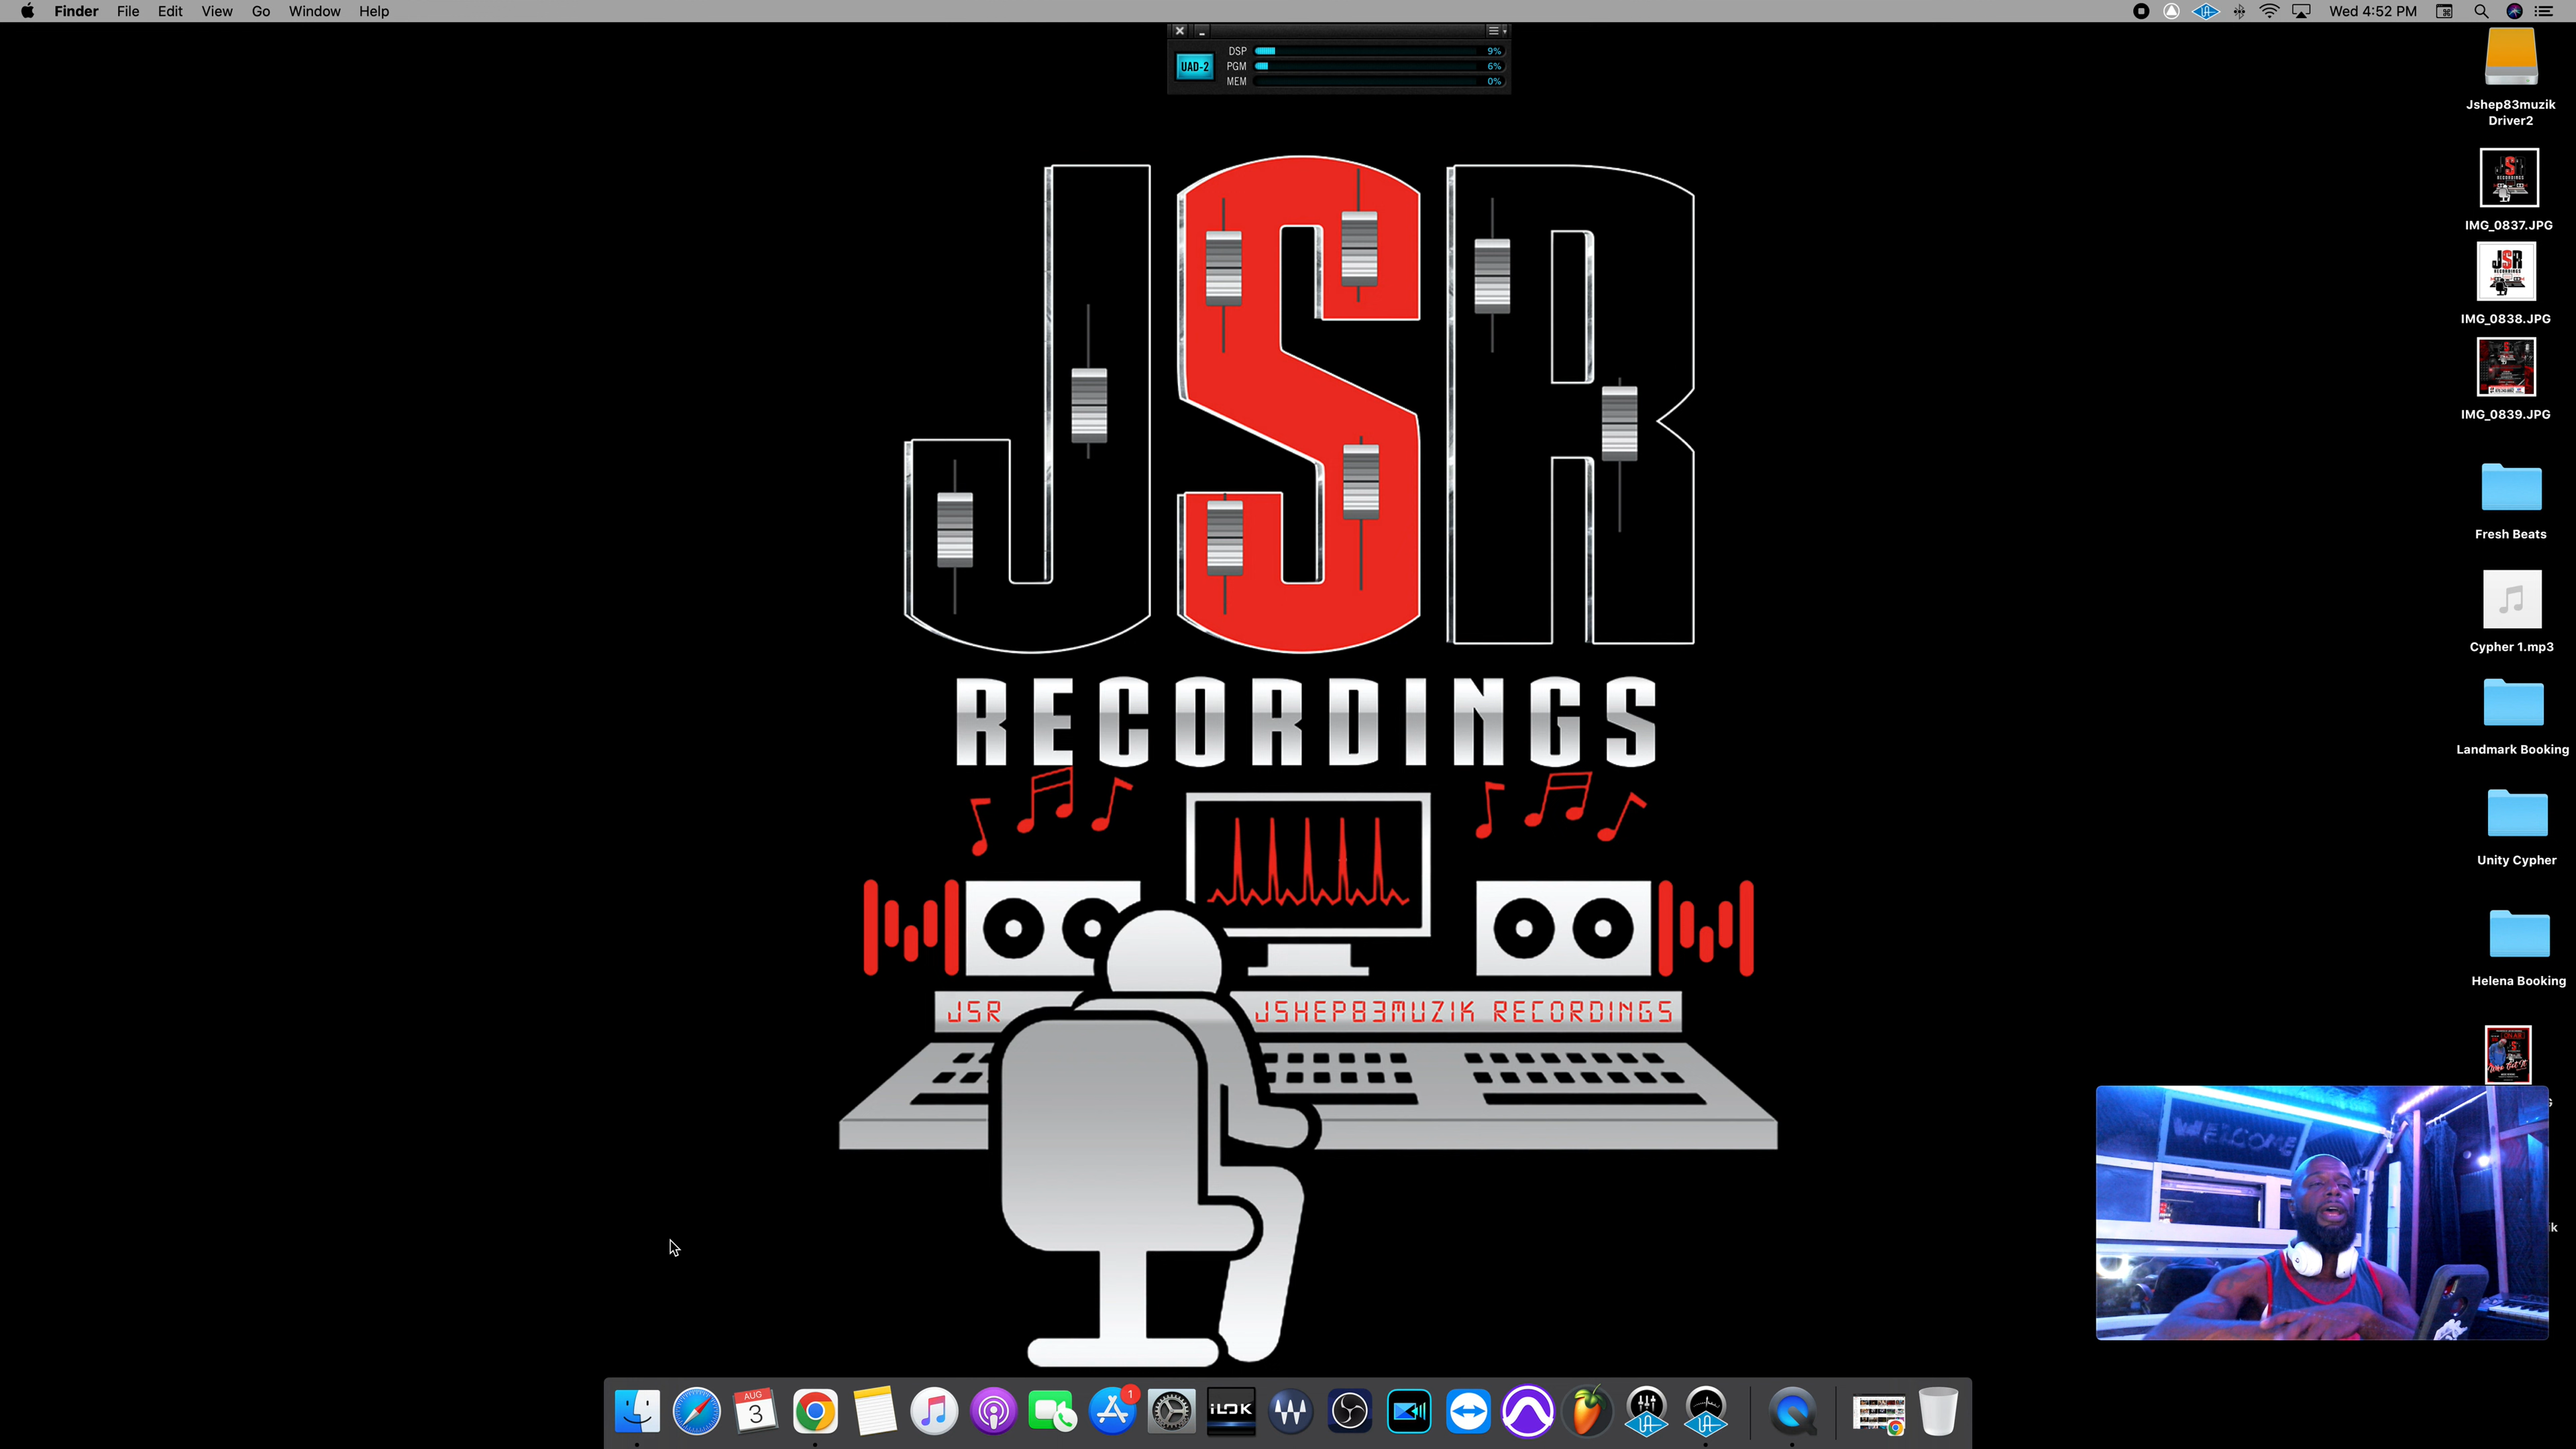 Finder File Edit View Go Window Help
Wed 4:52 PM
UAD-2
DSP 9%
PGM 6%
MEM 0%
JSR
RECORDINGS
JSR JSHEP83MUZIK RECORDINGS
Jshep83muzik
Driver2
IMG_0837.JPG
IMG_0838.JPG
IMG_0839.JPG
Fresh Beats
Cypher 1.mp3
Landmark Booking
Unity Cypher
Helena Booking
WELCOME
AUG
3
1
iLOK